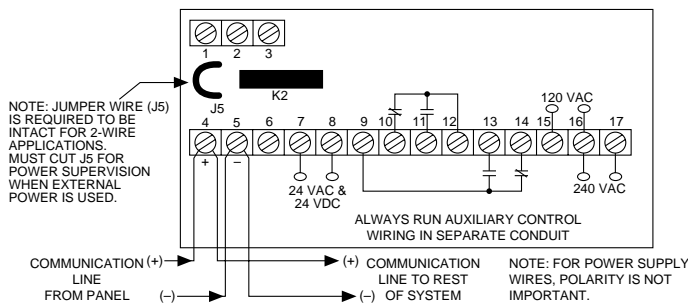 1 2 3
J5
K2
NOTE: JUMPER WIRE (J5)
IS REQUIRED TO BE
INTACT FOR 2-WIRE
APPLICATIONS.
MUST CUT J5 FOR
POWER SUPERVISION
WHEN EXTERNAL
POWER IS USED.
4 5 6 7 8 9 10 11 12 13 14 15 16 17
+ –
120 VAC
24 VAC &
24 VDC
240 VAC
ALWAYS RUN AUXILIARY CONTROL
WIRING IN SEPARATE CONDUIT
COMMUNICATION (+)
LINE
FROM PANEL (–)
(+) COMMUNICATION
LINE TO REST
(–) OF SYSTEM
NOTE: FOR POWER SUPPLY
WIRES, POLARITY IS NOT
IMPORTANT.